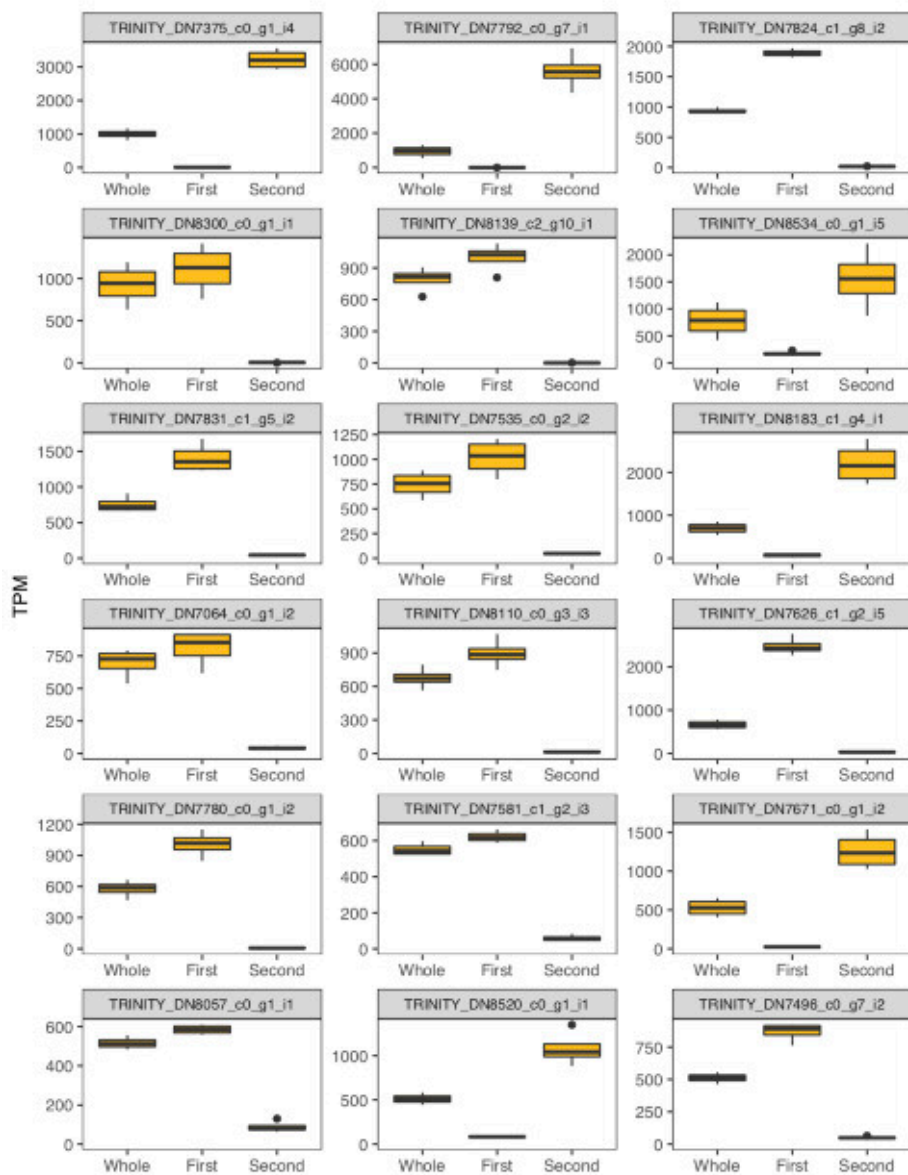 TRINITY_DN7375_c0_g1_i4 TRINITY_DN7792_c0_g7_i1 TRINITY_DN7824_c1_g8_i2
3000 6000 2000
2000 4000 1500
1000 2000 1000
0 0 500
0
Whole First Second Whole First Second Whole First Second
TRINITY_DN8300_c0_g1_i1 TRINITY_DN8139_c2_g10_i1 TRINITY_DN8534_c0_g1_i5
1000 900 2000
500 600 1500
0 300 1000
0 500
0
Whole First Second Whole First Second Whole First Second
TRINITY_DN7831_c1_g5_i2 TRINITY_DN7535_c0_g2_i2 TRINITY_DN8183_c1_g4_i1
1500 1250 2000
1000 1000 1000
500 750 0
0 500
250
0
Whole First Second Whole First Second Whole First Second
TPM
TRINITY_DN7064_c0_g1_i2 TRINITY_DN8110_c0_g3_i3 TRINITY_DN7626_c1_g2_i5
750 900 2000
500 600 1000
250 300 0
0 0
Whole First Second Whole First Second Whole First Second
TRINITY_DN7780_c0_g1_i2 TRINITY_DN7581_c1_g2_i3 TRINITY_DN7671_c0_g1_i2
1200 600 1500
900 400 1000
600 200 500
300 0 0
0
Whole First Second Whole First Second Whole First Second
TRINITY_DN8057_c0_g1_i1 TRINITY_DN8520_c0_g1_i1 TRINITY_DN7496_c0_g7_i2
600 1000 750
400 500 500
200 0 250
0 0
Whole First Second Whole First Second Whole First Second